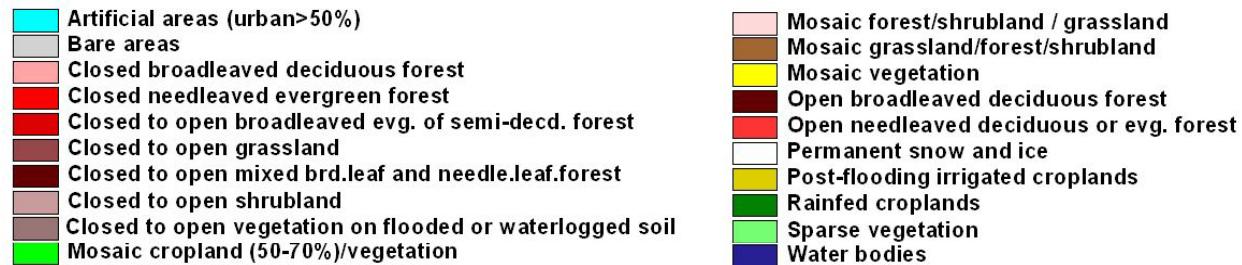 Artificial areas (urban>50%)
Bare areas
Closed broadleaved deciduous forest
Closed needleaved evergreen forest
Closed to open broadleaved evg. of semi-decd. forest
Closed to open grassland
Closed to open mixed brd.leaf and needle.leaf.forest
Closed to open shrubland
Closed to open vegetation on flooded or waterlogged soil
Mosaic cropland (50-70%)/vegetation
Mosaic forest/shrubland / grassland
Mosaic grassland/forest/shrubland
Mosaic vegetation
Open broadleaved deciduous forest
Open needleaved deciduous or evg. forest
Permanent snow and ice
Post-flooding irrigated croplands
Rainfed croplands
Sparse vegetation
Water bodies